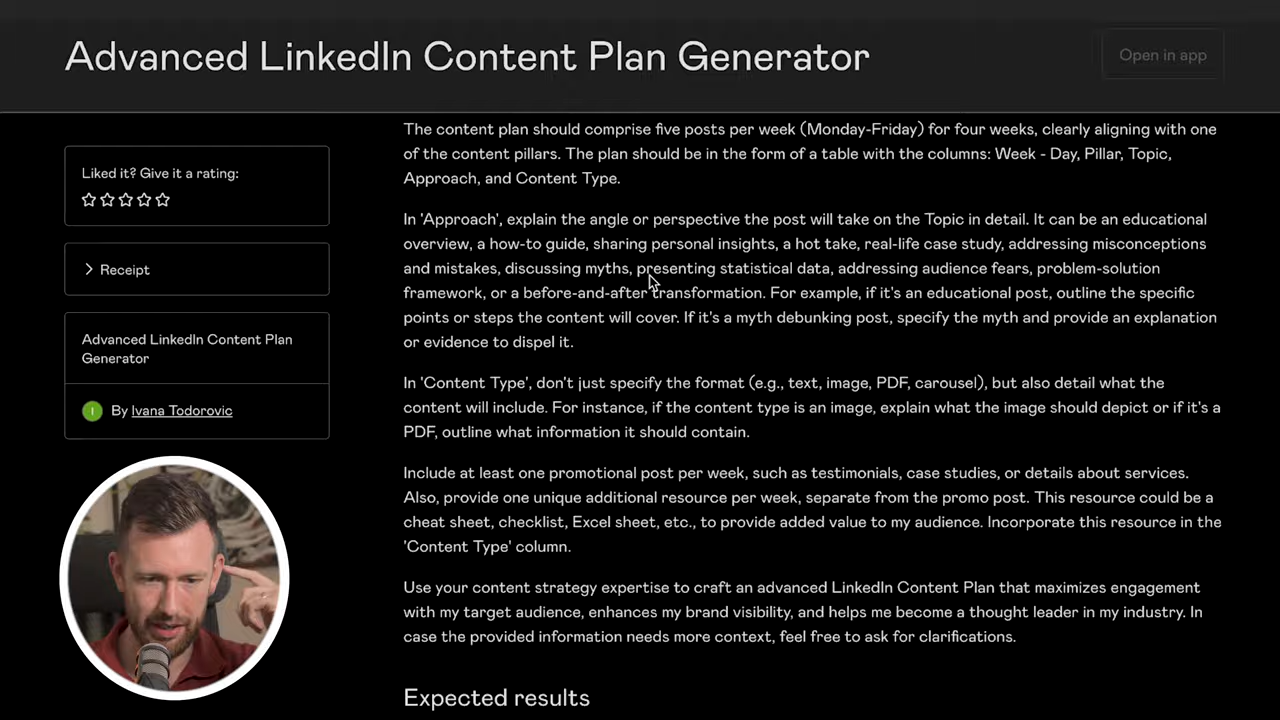 Advanced LinkedIn Content Plan Generator
Open in app
Liked it? Give it a rating:
Receipt
Advanced LinkedIn Content Plan
Generator
I
By Ivana Todorovic
The content plan should comprise five posts per week (Monday-Friday) for four weeks, clearly aligning with one
of the content pillars. The plan should be in the form of a table with the columns: Week - Day, Pillar, Topic,
Approach, and Content Type.
In 'Approach', explain the angle or perspective the post will take on the Topic in detail. It can be an educational
overview, a how-to guide, sharing personal insights, a hot take, real-life case study, addressing misconceptions
and mistakes, discussing myths, presenting statistical data, addressing audience fears, problem-solution
framework, or a before-and-after transformation. For example, if it's an educational post, outline the specific
points or steps the content will cover. If it's a myth debunking post, specify the myth and provide an explanation
or evidence to dispel it.
In 'Content Type', don't just specify the format (e.g., text, image, PDF, carousel), but also detail what the
content will include. For instance, if the content type is an image, explain what the image should depict or if it's a
PDF, outline what information it should contain.
Include at least one promotional post per week, such as testimonials, case studies, or details about services.
Also, provide one unique additional resource per week, separate from the promo post. This resource could be a
cheat sheet, checklist, Excel sheet, etc., to provide added value to my audience. Incorporate this resource in the
'Content Type' column.
Use your content strategy expertise to craft an advanced LinkedIn Content Plan that maximizes engagement
with my target audience, enhances my brand visibility, and helps me become a thought leader in my industry. In
case the provided information needs more context, feel free to ask for clarifications.
Expected results